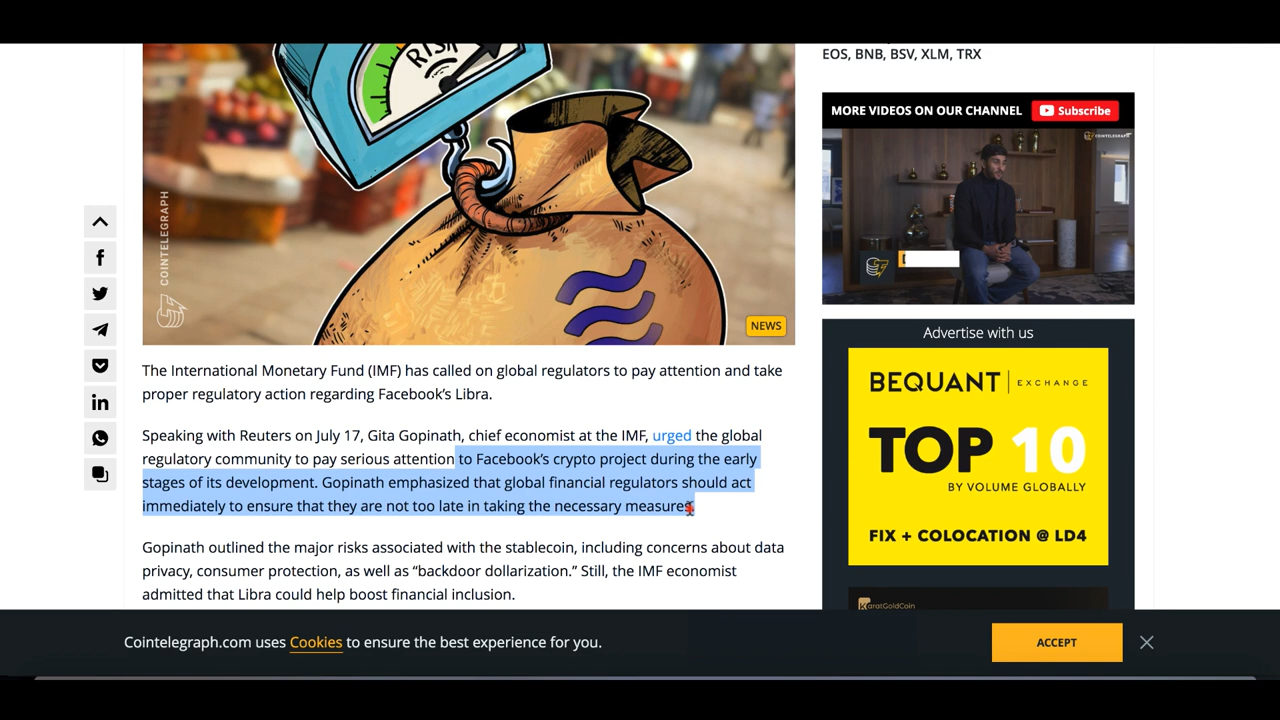 EOS, BNB, BSV, XLM, TRX
RISK
COINTELEGRAPH
NEWS
The International Monetary Fund (IMF) has called on global regulators to pay attention and take
proper regulatory action regarding Facebook’s Libra.
Speaking with Reuters on July 17, Gita Gopinath, chief economist at the IMF, urged the global
regulatory community to pay serious attention to Facebook’s crypto project during the early
stages of its development. Gopinath emphasized that global financial regulators should act
immediately to ensure that they are not too late in taking the necessary measures.
Gopinath outlined the major risks associated with the stablecoin, including concerns about data
privacy, consumer protection, as well as “backdoor dollarization.” Still, the IMF economist
admitted that Libra could help boost financial inclusion.
MORE VIDEOS ON OUR CHANNEL
Subscribe
COINTELEGRAPH
Advertise with us
BEQUANT | EXCHANGE
TOP 10
BY VOLUME GLOBALLY
FIX + COLOCATION @ LD4
KaratGoldCoin
Cointelegraph.com uses Cookies to ensure the best experience for you.
ACCEPT